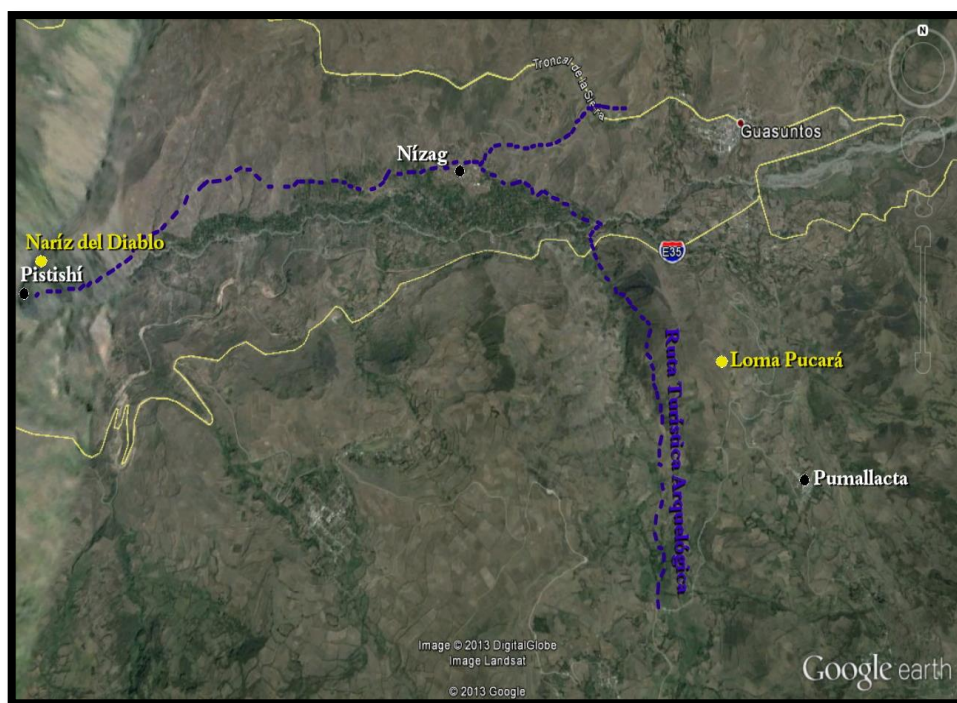 N
Troncal de la Sierra
Guasuntos
Nízag
Naríz del Diablo
E35
Pistishí
Loma Pucará
Ruta Turística Arquelógica
Pumallacta
Image © 2013 DigitalGlobe
Image Landsat
© 2013 Google
Google earth